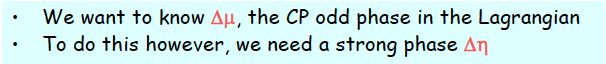 • We want to know Δμ, the CP odd phase in the Lagrangian
• To do this however, we need a strong phase Δη